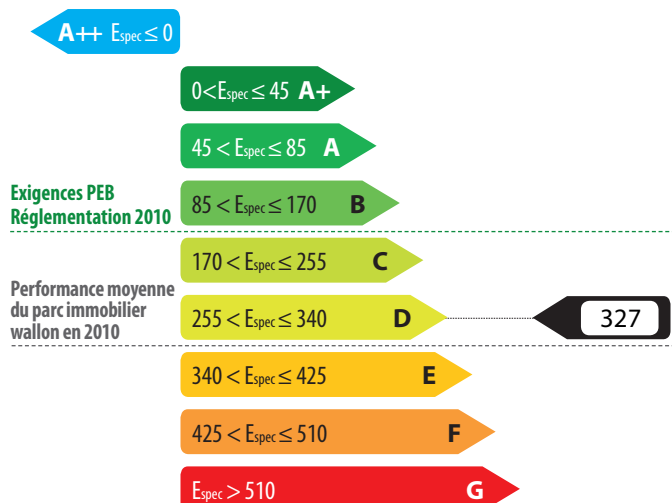 A++ Espec ≤ 0
0<Espec ≤ 45 A+
45 < Espec ≤ 85 A
Exigences PEB
Réglementation 2010
85 < Espec ≤ 170 B
170 < Espec ≤ 255 C
Performance moyenne
du parc immobilier
wallon en 2010
255 < Espec ≤ 340 D
327
340 < Espec ≤ 425 E
425 < Espec ≤ 510 F
Espec > 510 G